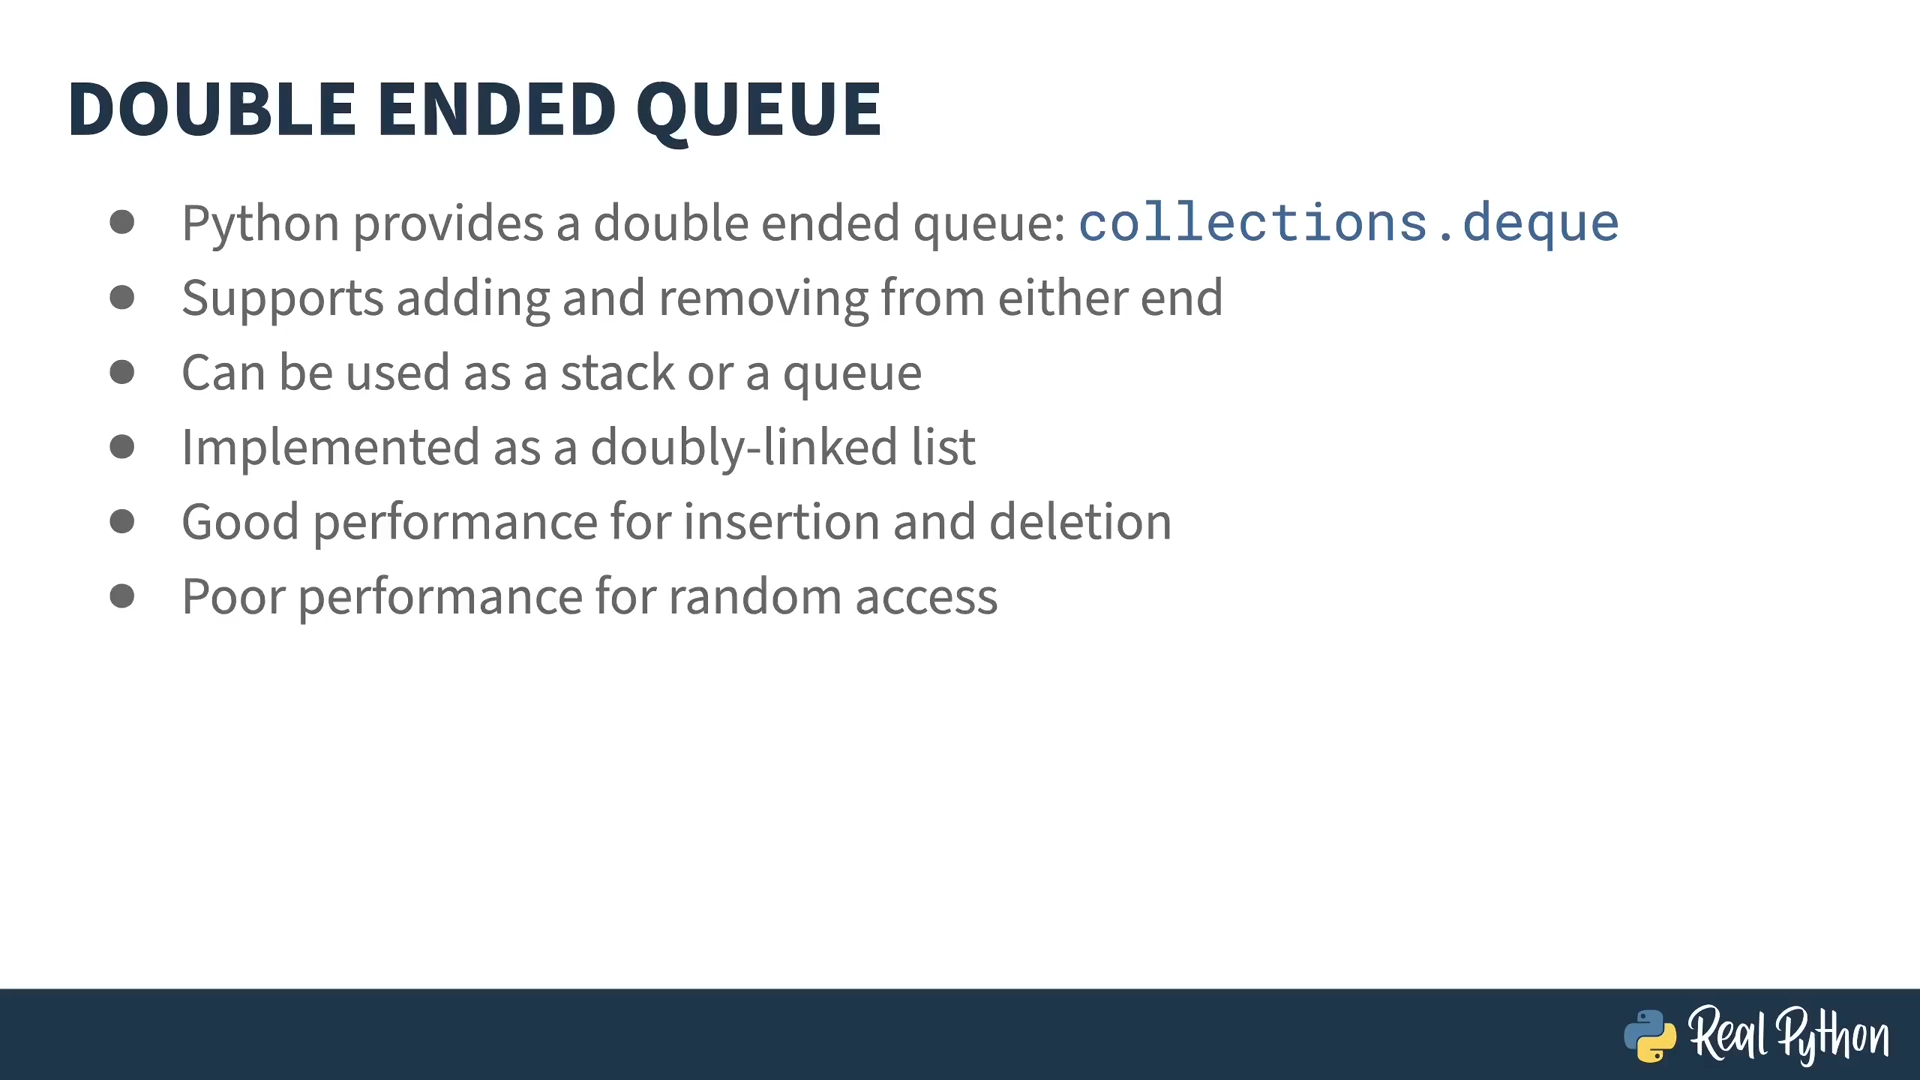 DOUBLE ENDED QUEUE
● Python provides a double ended queue: collections.deque
● Supports adding and removing from either end
● Can be used as a stack or a queue
● Implemented as a doubly-linked list
● Good performance for insertion and deletion
● Poor performance for random access
Real Python